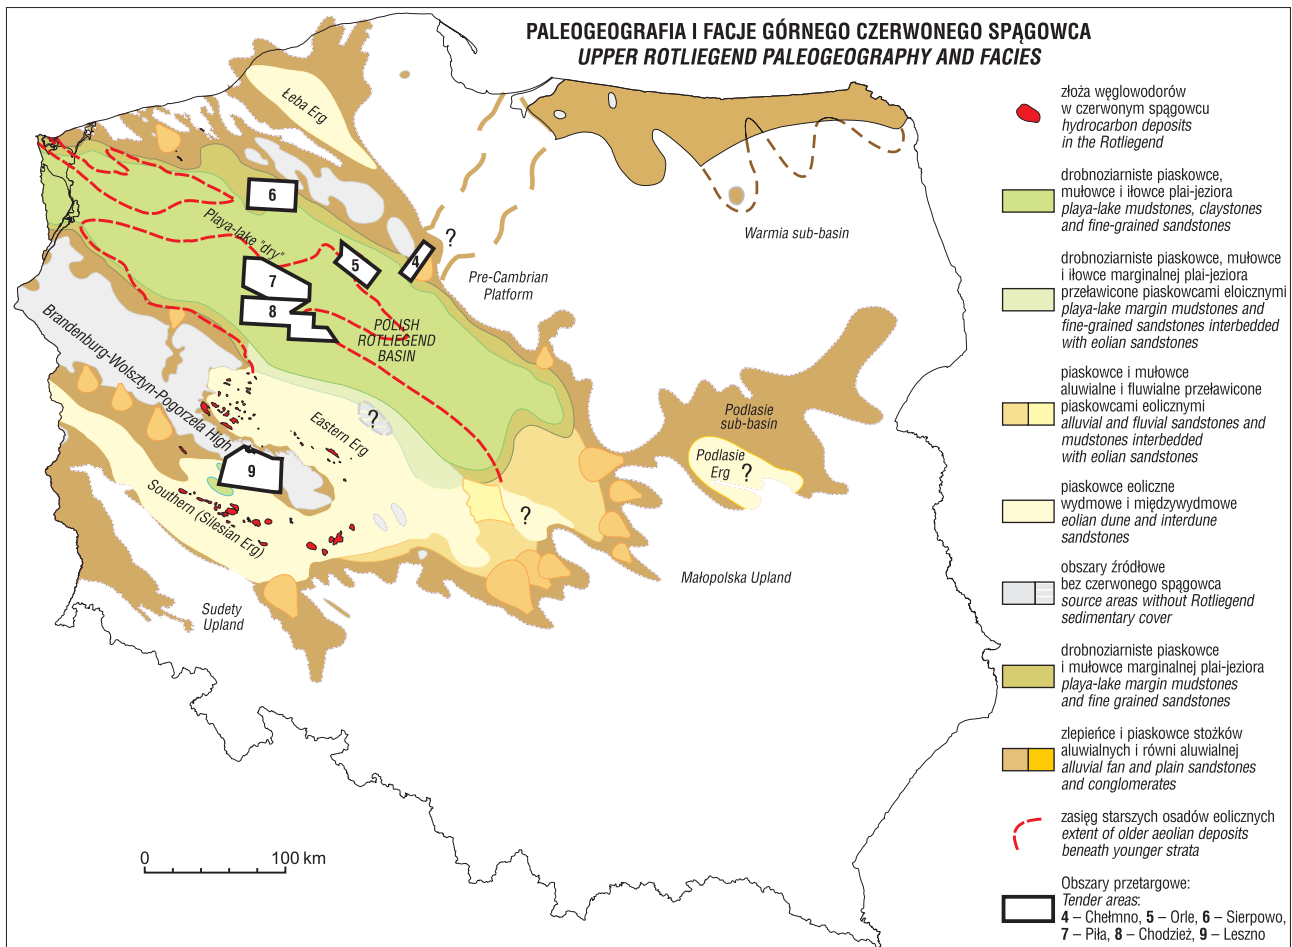 PALEOGEOGRAFIA I FACJE GÓRNEGO CZERWONEGO SPĄGOWCA
UPPER ROTLIEGEND PALEOGEOGRAPHY AND FACIES
Łeba Erg
6
Playa-lake "dry"
5
4
?
7
8
POLISH
ROTLIEGEND
BASIN
Warmia sub-basin
Pre-Cambrian
Platform
Brandenburg-Wolsztyn-Pogorzela High
Eastern Erg
?
9
Southern (Silesian Erg)
?
Podlasie
sub-basin
Podlasie
Erg
?
Małopolska Upland
Sudety
Upland
0
100 km
złoża węglowodorów
w czerwonym spągowcu
hydrocarbon deposits
in the Rotliegend
drobnoziarniste piaskowce,
mułowce i iłowce plai-jeziora
playa-lake mudstones, claystones
and fine-grained sandstones
drobnoziarniste piaskowce, mułowce
i iłowce marginalnej plai-jeziora
przeławicone piaskowcami eloicznymi
playa-lake margin mudstones and
fine-grained sandstones interbedded
with eolian sandstones
piaskowce i mułowce
aluwialne i fluwialne przeławicone
piaskowcami eolicznymi
alluvial and fluvial sandstones and
mudstones interbedded
with eolian sandstones
piaskowce eoliczne
wydmowe i międzywydmowe
eolian dune and interdune
sandstones
obszary źródłowe
bez czerwonego spągowca
source areas without Rotliegend
sedimentary cover
drobnoziarniste piaskowce
i mułowce marginalnej plai-jeziora
playa-lake margin mudstones
and fine grained sandstones
zlepieńce i piaskowce stożków
aluwialnych i równi aluwialnej
alluvial fan and plain sandstones
and conglomerates
zasięg starszych osadów eolicznych
extent of older aeolian deposits
beneath younger strata
Obszary przetargowe:
Tender areas:
4 – Chełmno, 5 – Orle, 6 – Sierpowo,
7 – Piła, 8 – Chodzież, 9 – Leszno